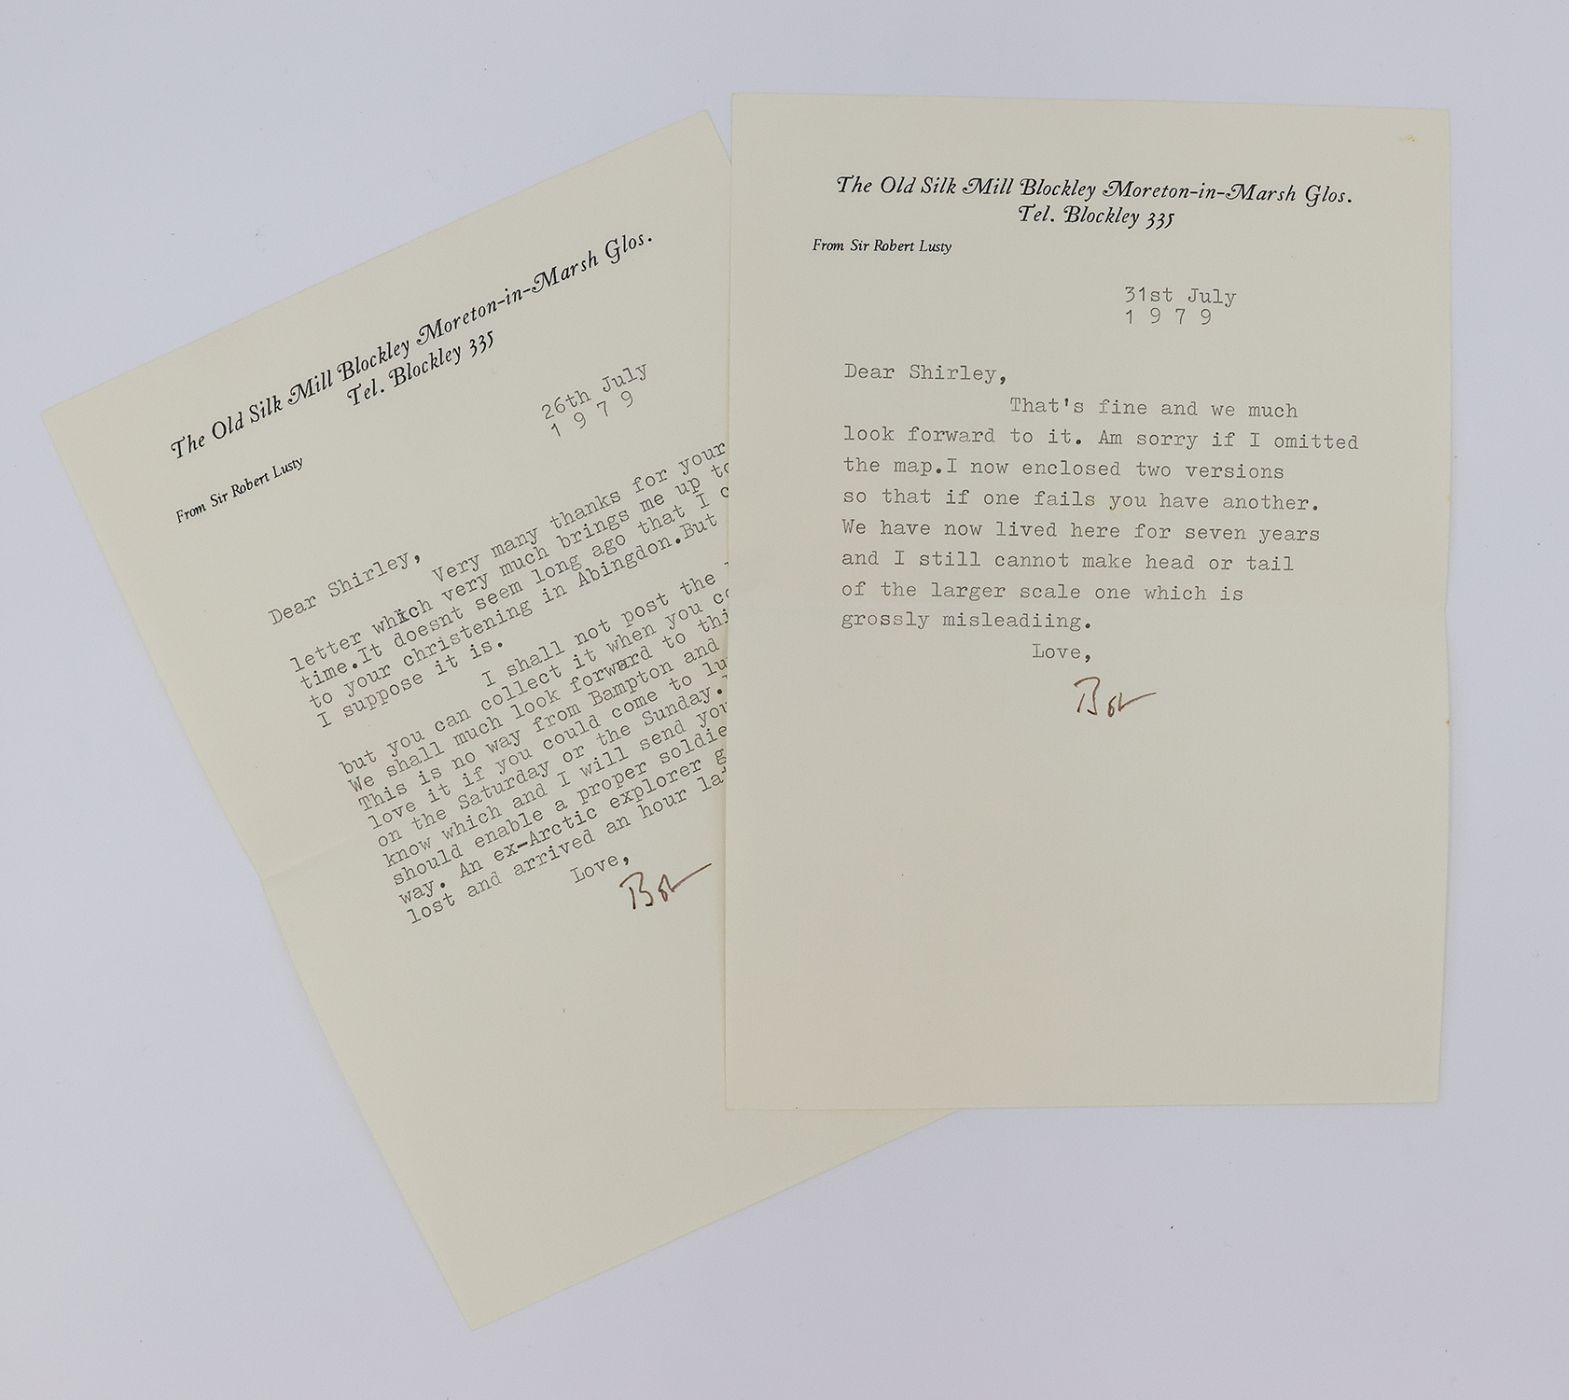 The Old Silk Mill Blockley Moreton-in-Marsh Glos.
Tel. Blockley 335
From Sir Robert Lusty
26th July
1 9 7 9
Dear Shirley,
Very many thanks for your
letter which very much brings me up to
time.It doesnt seem long ago that I
to your christening in Abingdon.But
I suppose it is.
I shall not post the
but you can collect it when you
We shall much look forward to
This is no way from Bampton and
love it if you could come to
on the Saturday or the Sunday.
know which and I will send you
should enable a proper
way. An ex-Arctic explorer
lost and arrived an hour
Love,
Bob
The Old Silk Mill Blockley Moreton-in-Marsh Glos.
Tel. Blockley 335
From Sir Robert Lusty
31st July
1 9 7 9
Dear Shirley,
That's fine and we much
look forward to it. Am sorry if I omitted
the map.I now enclosed two versions
so that if one fails you have another.
We have now lived here for seven years
and I still cannot make head or tail
of the larger scale one which is
grossly misleadiing.
Love,
Bob